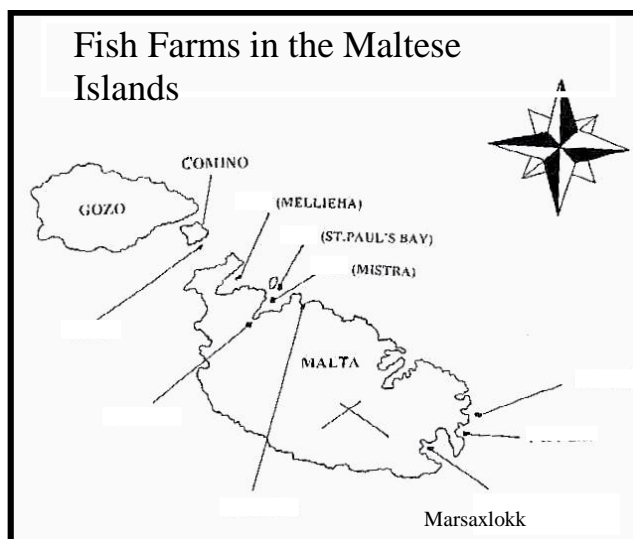 Fish Farms in the Maltese
Islands
COMINO
GOZO
(MELLIEHA)
(ST.PAUL'S BAY)
(MISTRA)
MALTA
Marsaxlokk